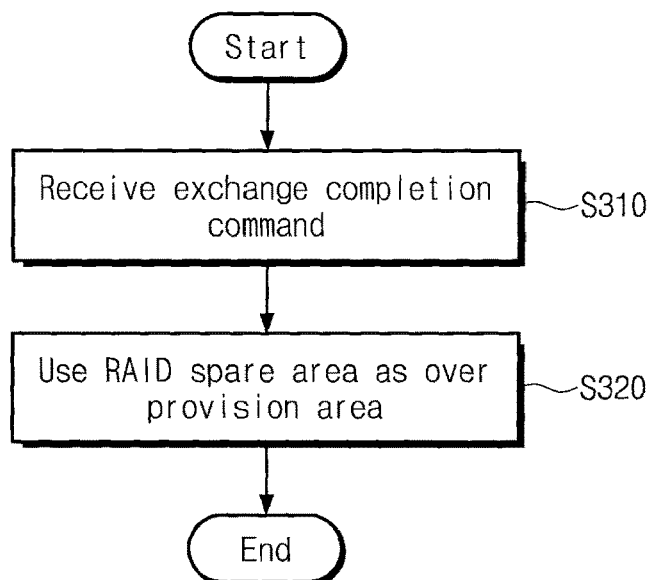 Start
Receive exchange completion
command
S310
Use RAID spare area as over
provision area
S320
End